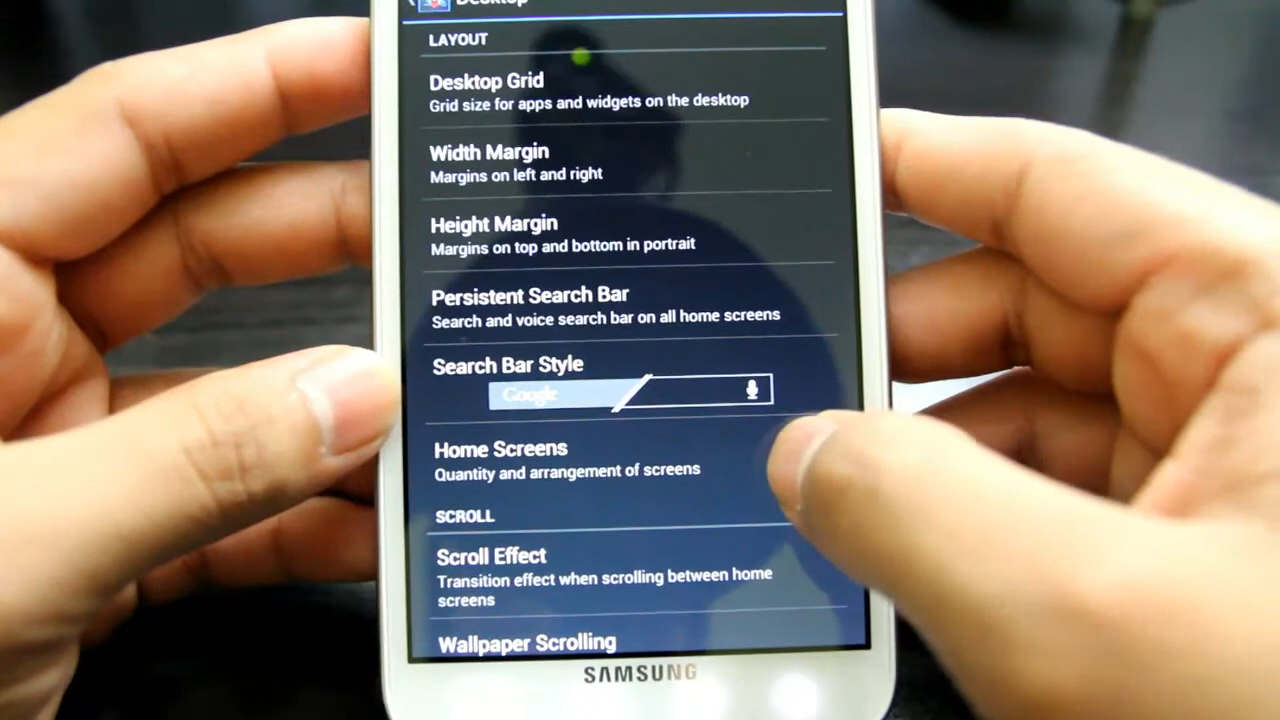 Desktop
LAYOUT
Desktop Grid
Grid size for apps and widgets on the desktop
Width Margin
Margins on left and right
Height Margin
Margins on top and bottom in portrait
Persistent Search Bar
Search and voice search bar on all home screens
Search Bar Style
Google
Home Screens
Quantity and arrangement of screens
SCROLL
Scroll Effect
Transition effect when scrolling between home
screens
Wallpaper Scrolling
SAMSUNG